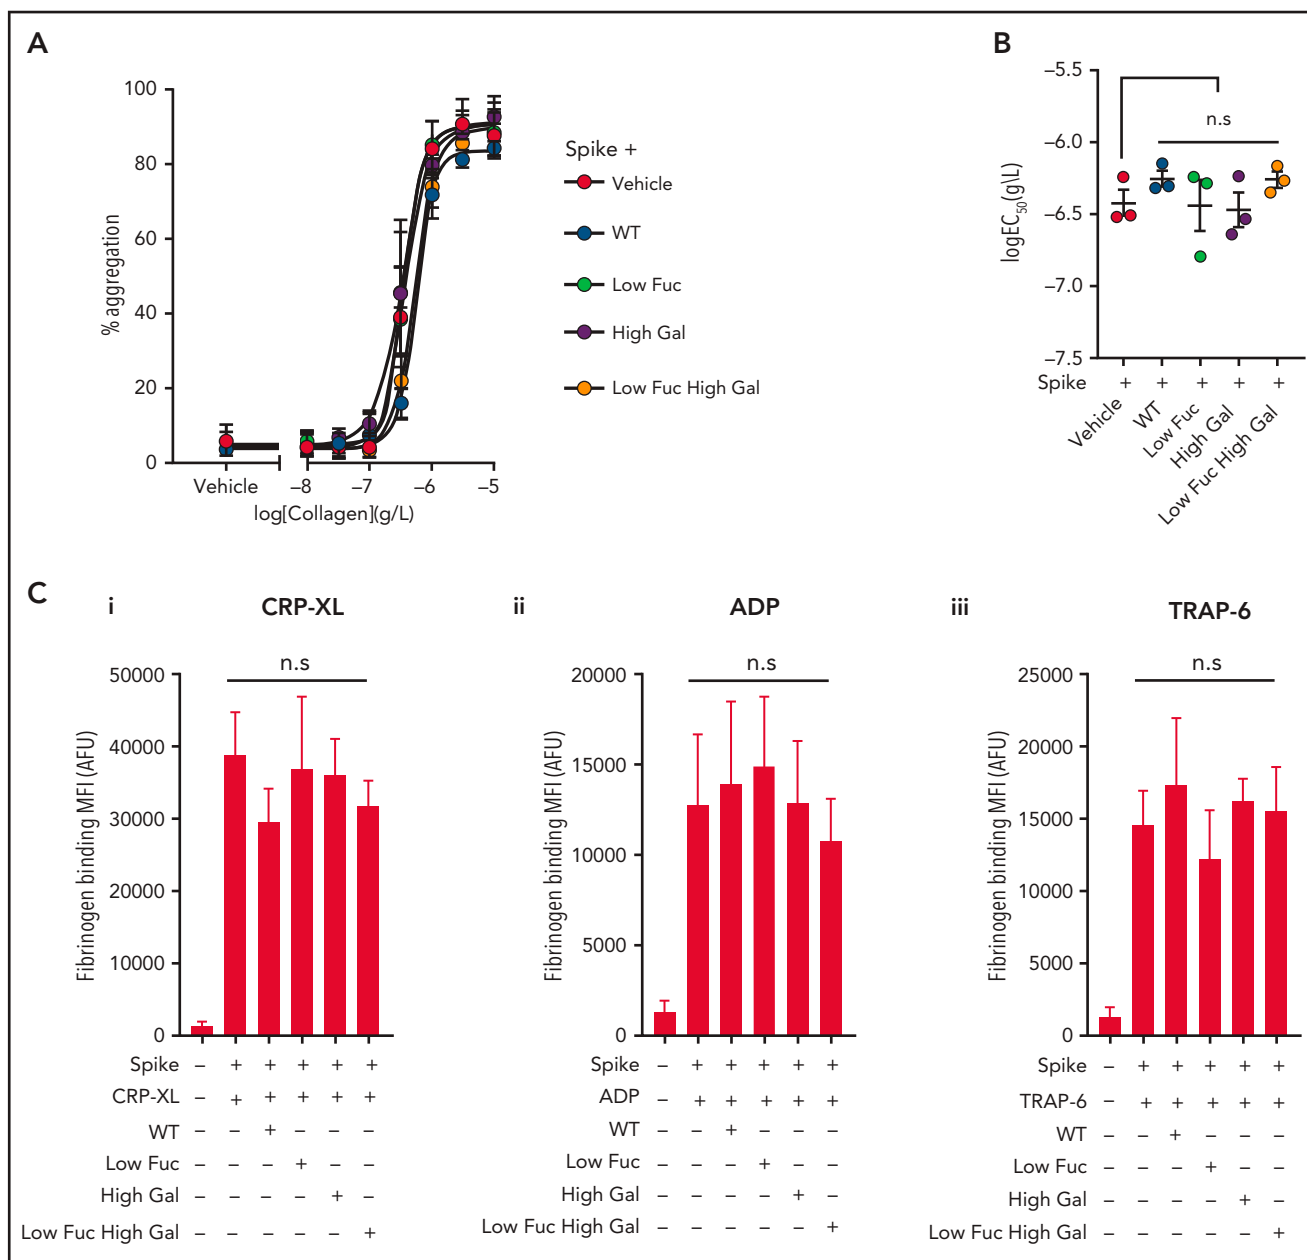 A
% aggregation
100
80
60
40
20
0
Vehicle
–8
–7
–6
–5
log[Collagen](g/L)
Spike +
Vehicle
WT
Low Fuc
High Gal
Low Fuc High Gal
B
logEC50(g\L)
–5.5
–6.0
–6.5
–7.0
–7.5
n.s
Spike + + + + +
Vehicle
WT
Low Fuc
High Gal
Low Fuc High Gal
C
i
CRP-XL
n.s
Fibrinogen binding MFI (AFU)
50000
40000
30000
20000
10000
0
Spike – + + + + +
CRP-XL – + + + + +
WT – – + – – –
Low Fuc – – – + – –
High Gal – – – – + –
Low Fuc High Gal – – – – – +
ii
ADP
n.s
Fibrinogen binding MFI (AFU)
20000
15000
10000
5000
0
Spike – + + + + +
ADP – + + + + +
WT – – + – – –
Low Fuc – – – + – –
High Gal – – – – + –
Low Fuc High Gal – – – – – +
iii
TRAP-6
n.s
Fibrinogen binding MFI (AFU)
25000
20000
15000
10000
5000
0
Spike – + + + + +
TRAP-6 – + + + + +
WT – – + – – –
Low Fuc – – – + – –
High Gal – – – – + –
Low Fuc High Gal – – – – – +